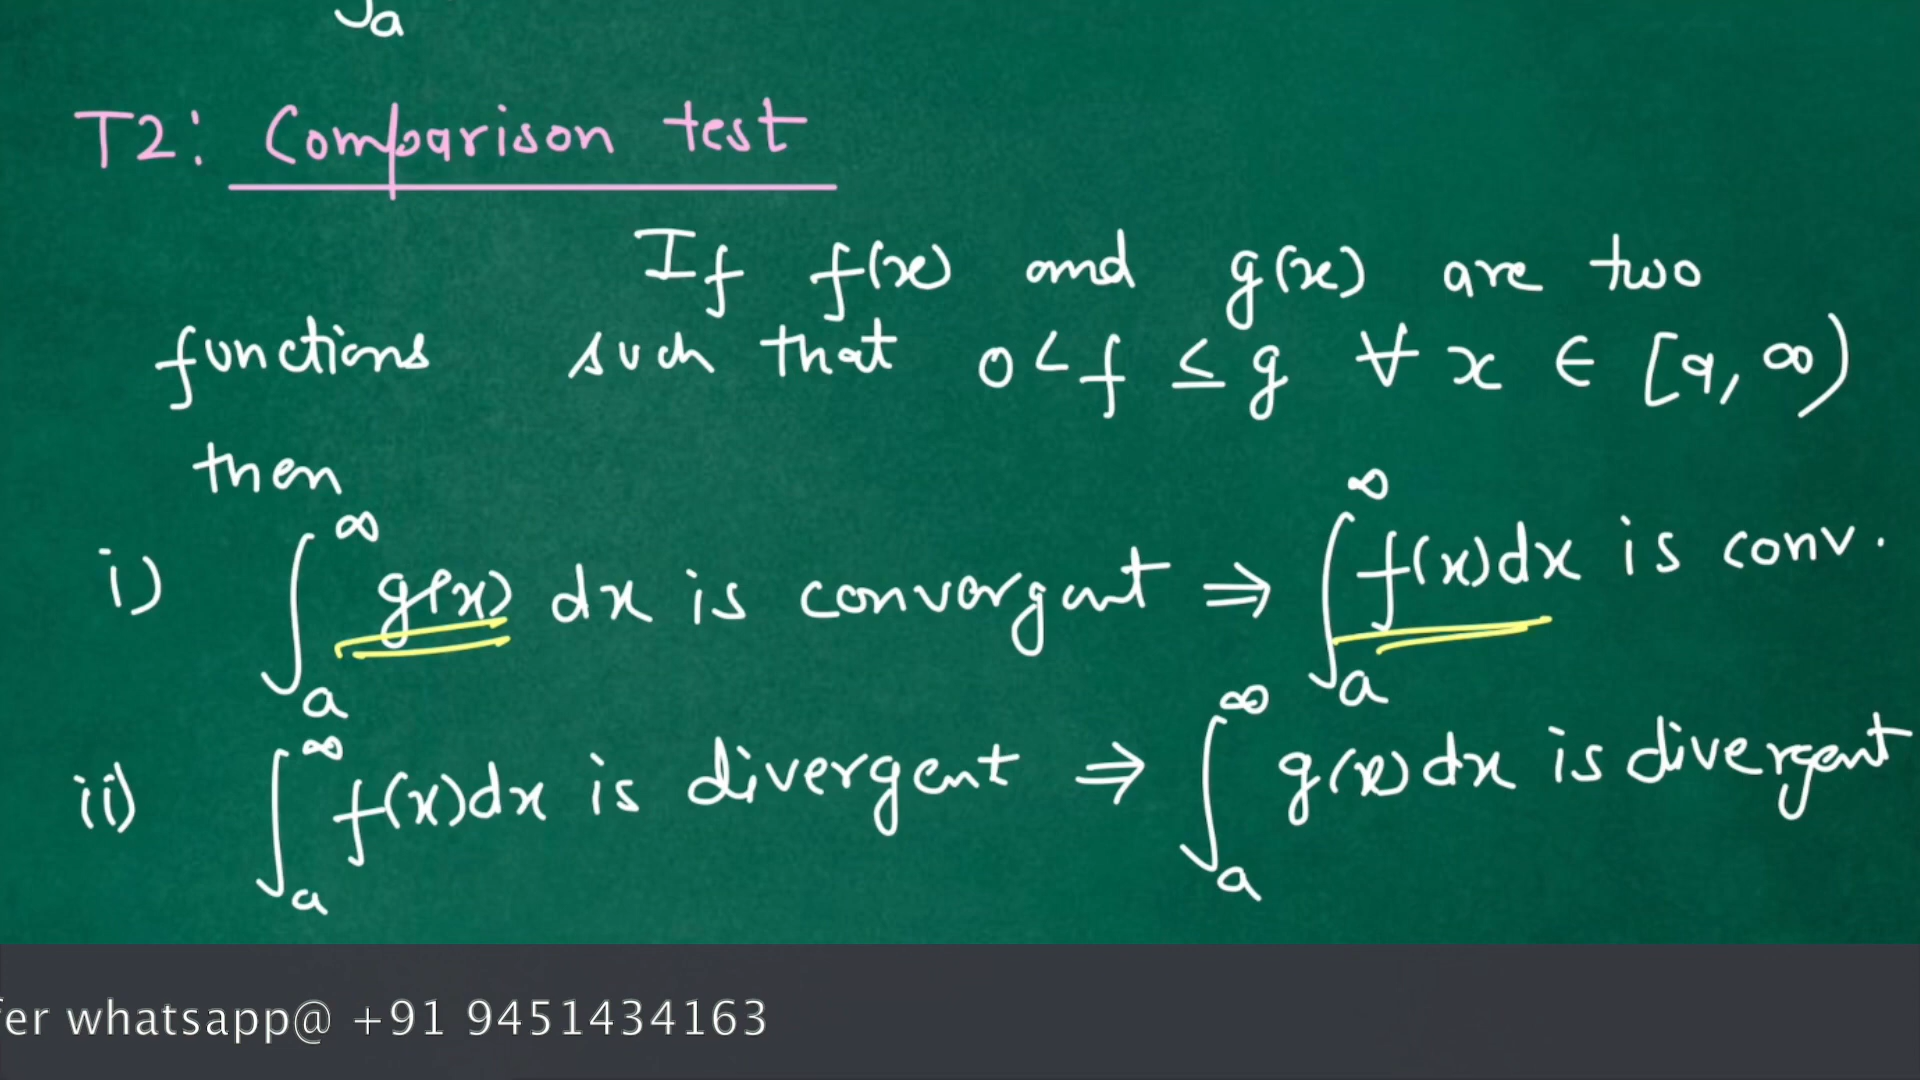 ∫a
T2: Comparison test
If f(x) and g(x) are two
functions such that 0 < f ≤ g ∀ x ∈ [a, ∞)
then
i) ∫_a^∞ g(x) dx is convergent ⇒ ∫_a^∞ f(x)dx is conv.
ii) ∫_a^∞ f(x)dx is divergent ⇒ ∫_a^∞ g(x)dx is divergent
er whatsapp@ +91 9451434163